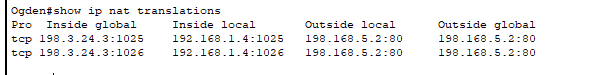 Ogden#show ip nat translations
Pro  Inside global     Inside local       Outside local      Outside global
tcp 198.3.24.3:1025    192.168.1.4:1025   198.168.5.2:80     198.168.5.2:80
tcp 198.3.24.3:1026    192.168.1.4:1026   198.168.5.2:80     198.168.5.2:80